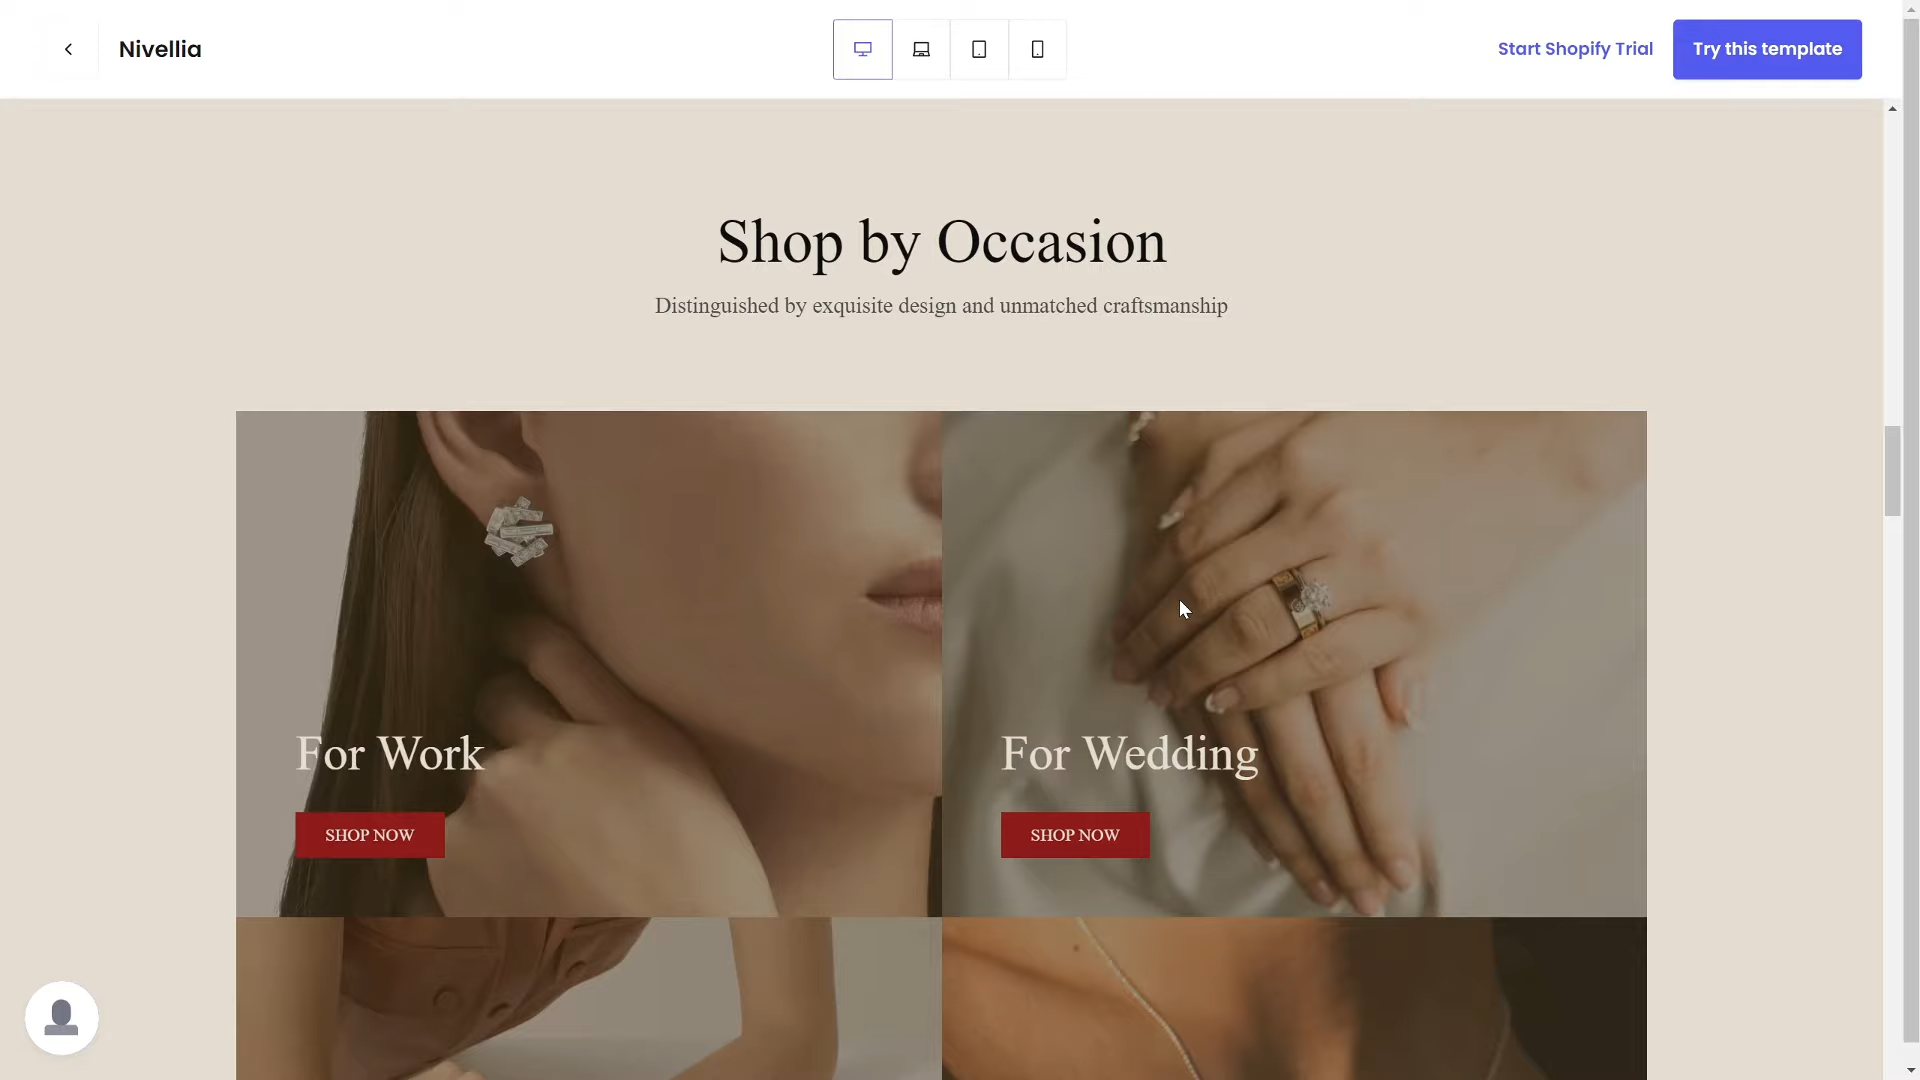 Nivellia
Start Shopify Trial
Try this template
Shop by Occasion
Distinguished by exquisite design and unmatched craftsmanship
For Work
For Wedding
SHOP NOW
SHOP NOW